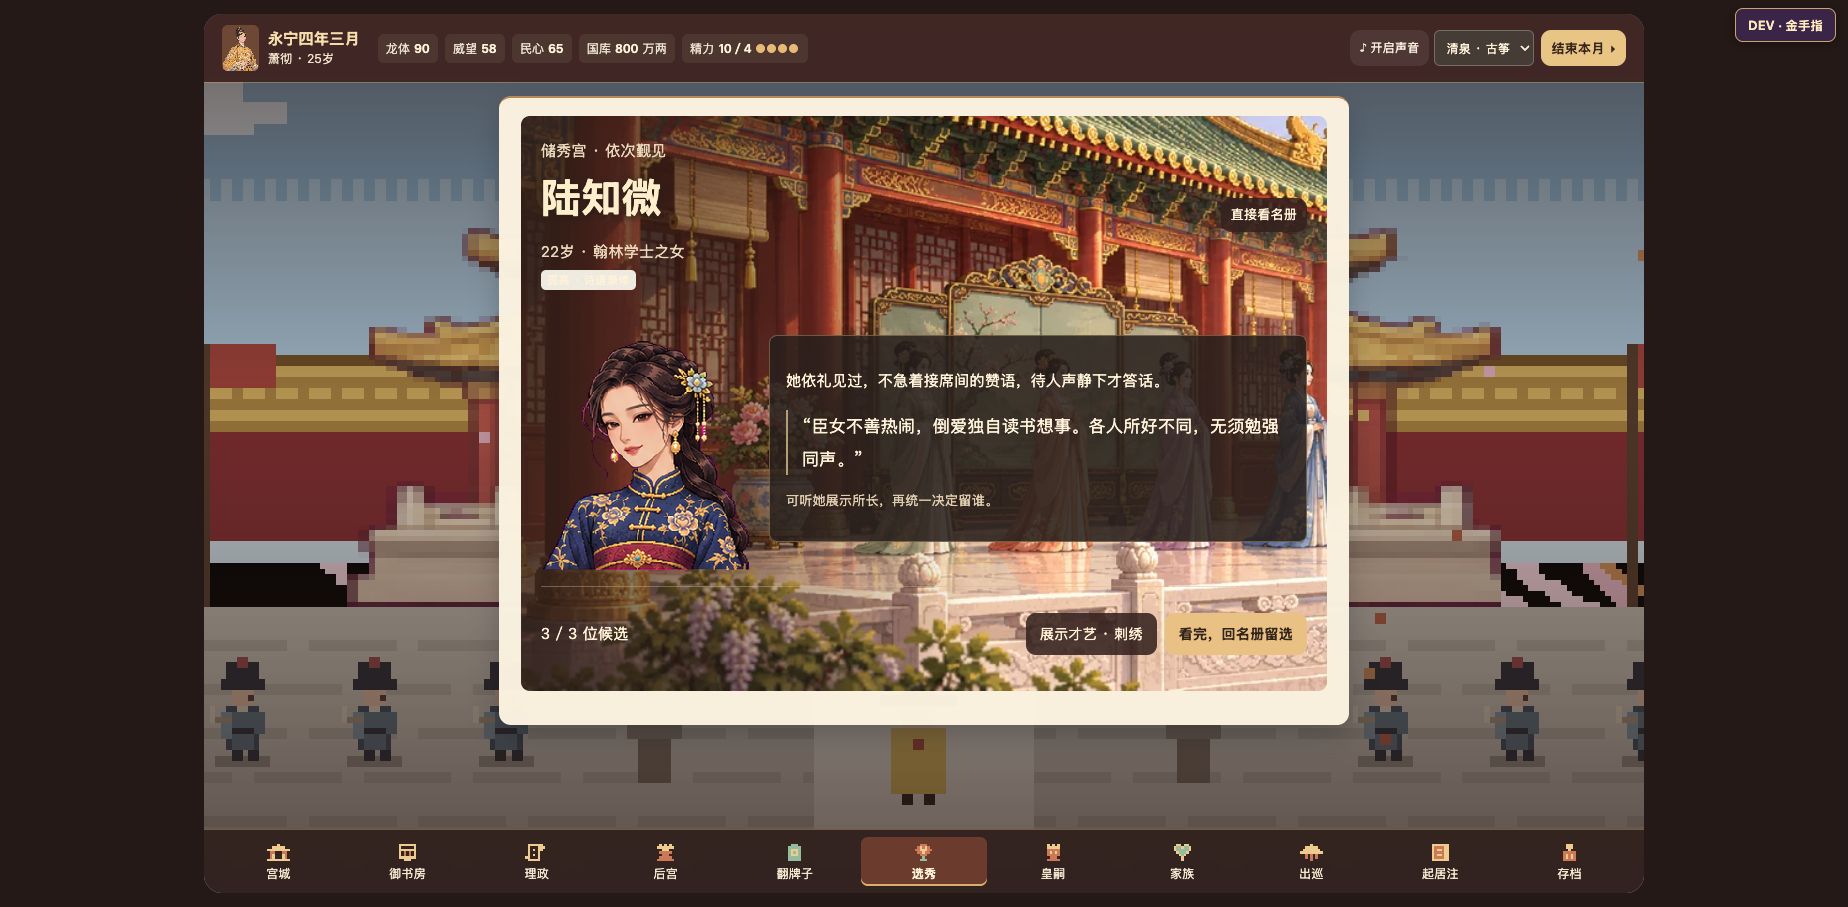 永宁四年三月
萧彻 · 25岁
龙体 90
威望 58
民心 65
国库 800 万两
精力 10 / 4
♪ 开启声音
清泉 · 古筝
结束本月
DEV · 金手指
储秀宫 · 依次觐见
陆知微
22岁 · 翰林学士之女
直接看名册
她依礼见过，不急着接席间的赞语，待人声静下才答话。
“臣女不善热闹，倒爱独自读书想事。各人所好不同，无须勉强
同声。”
可听她展示所长，再统一决定留谁。
3 / 3 位候选
展示才艺 · 刺绣
看完，回名册留选
宫城
御书房
理政
后宫
翻牌子
选秀
皇嗣
家族
出巡
起居注
存档